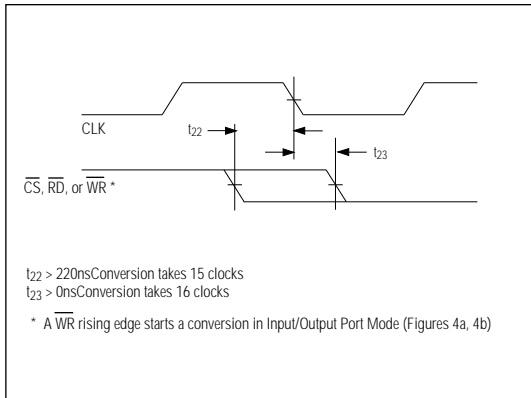 CLK
t22
t23
CS, RD, or WR *
t22 > 220nsConversion takes 15 clocks
t23 > 0nsConversion takes 16 clocks
* A WR rising edge starts a conversion in Input/Output Port Mode (Figures 4a, 4b)